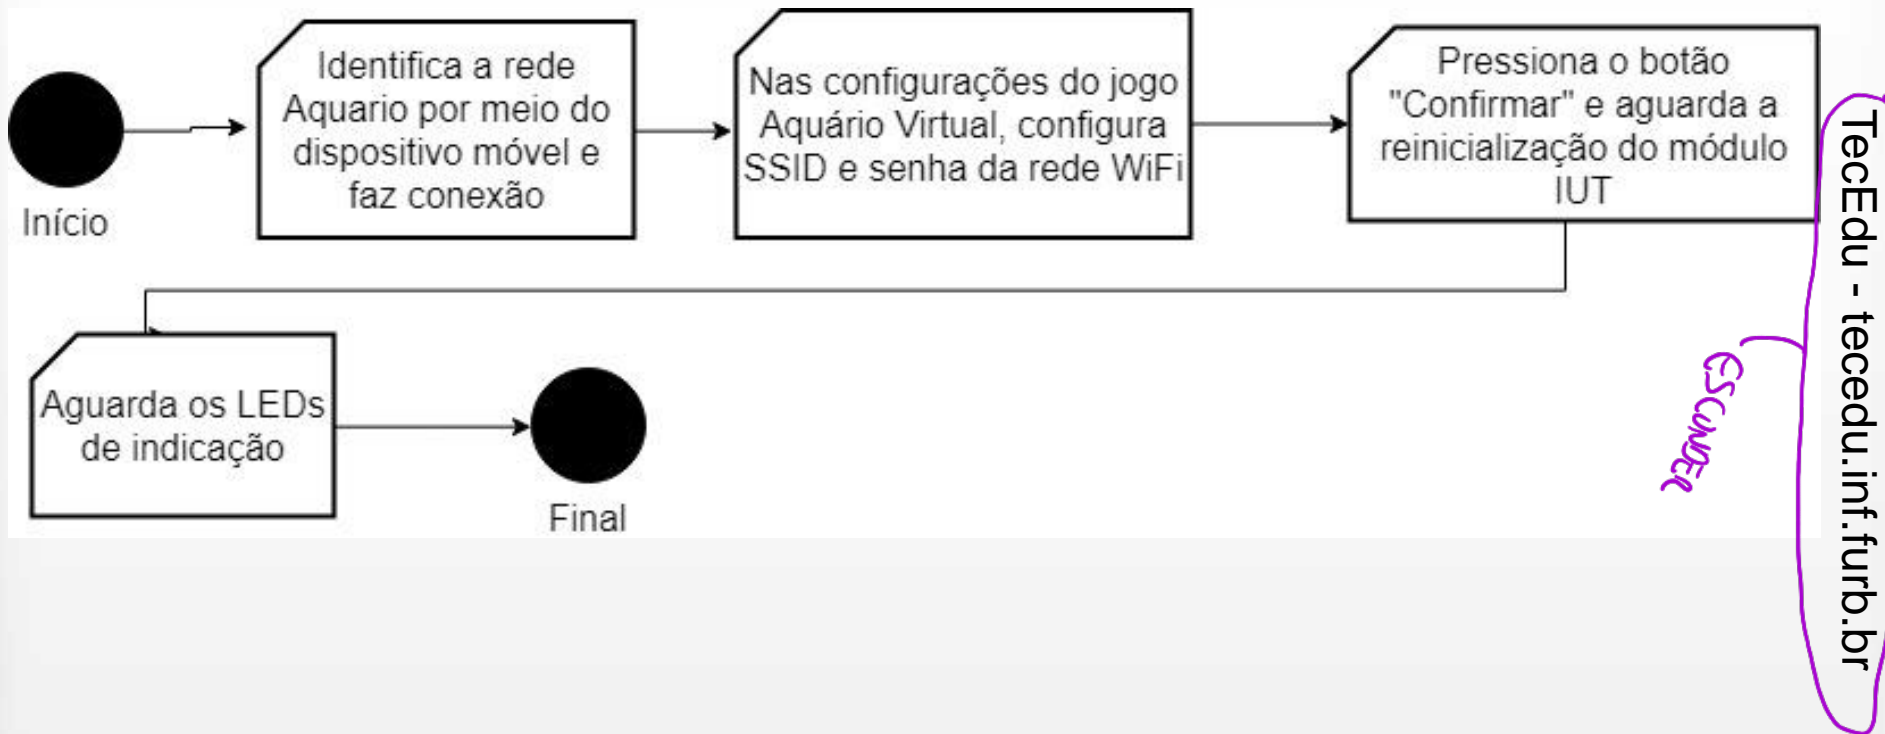 Início
Identifica a rede
Aquario por meio do
dispositivo móvel e
faz conexão
Nas configurações do jogo
Aquário Virtual, configura
SSID e senha da rede WiFi
Pressiona o botão
"Confirmar" e aguarda a
reinicialização do módulo
IUT
Aguarda os LEDs
de indicação
Final
TecEdu - tecedu.inf.furb.br
ESCONDER